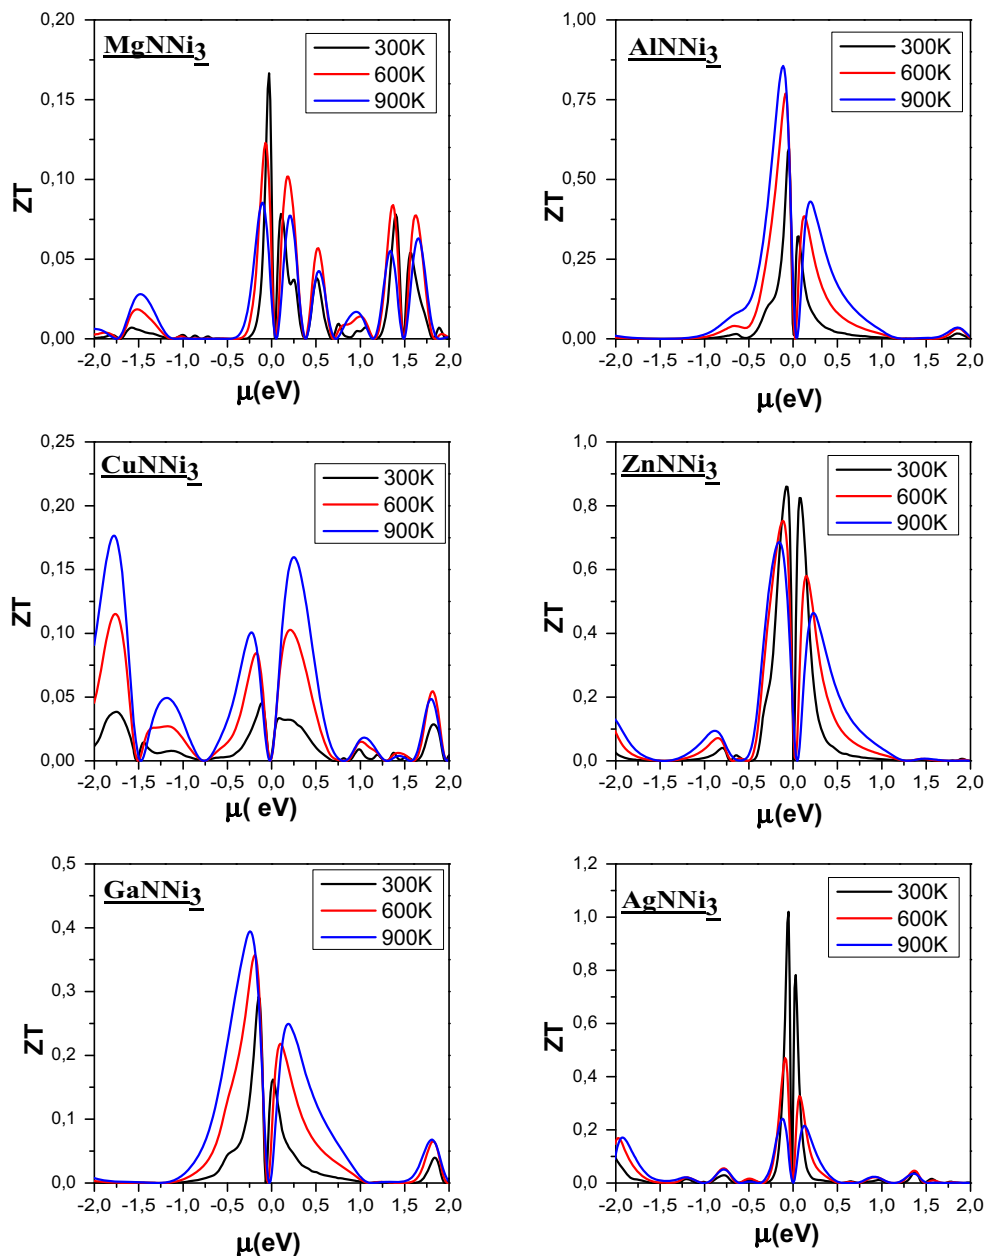 MgNNi3
300K
600K
900K
0,20
0,15
0,10
0,05
0,00
ZT
-2,0 -1,5 -1,0 -0,5 0,0 0,5 1,0 1,5 2,0
μ(eV)
AlNNi3
300K
600K
900K
1,00
0,75
0,50
0,25
0,00
ZT
-2,0 -1,5 -1,0 -0,5 0,0 0,5 1,0 1,5 2,0
μ(eV)
CuNNi3
300K
600K
900K
0,25
0,20
0,15
0,10
0,05
0,00
ZT
-2,0 -1,5 -1,0 -0,5 0,0 0,5 1,0 1,5 2,0
μ( eV)
ZnNNi3
300K
600K
900K
1,0
0,8
0,6
0,4
0,2
0,0
ZT
-2,0 -1,5 -1,0 -0,5 0,0 0,5 1,0 1,5 2,0
μ(eV)
GaNNi3
300K
600K
900K
0,5
0,4
0,3
0,2
0,1
0,0
ZT
-2,0 -1,5 -1,0 -0,5 0,0 0,5 1,0 1,5 2,0
μ(eV)
AgNNi3
300K
600K
900K
1,2
1,0
0,8
0,6
0,4
0,2
0,0
ZT
-2,0 -1,5 -1,0 -0,5 0,0 0,5 1,0 1,5 2,0
μ(eV)